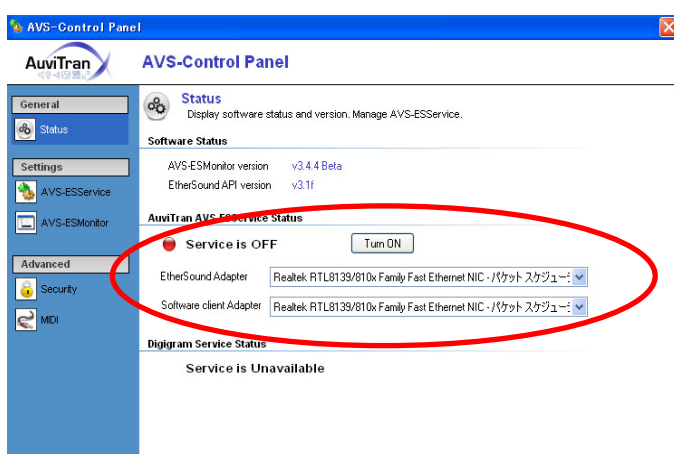 AVS-Control Panel
AuviTran
AVS-Control Panel
General
Status
Settings
AVS-ESService
AVS-ESMonitor
Advanced
Security
MIDI
Status
Display software status and version. Manage AVS-ESService.
Software Status
AVS-ESMonitor version v3.4.4 Beta
EtherSound API version v3.1f
AuviTran AVS-ESService Status
Service is OFF
Turn ON
EtherSound Adapter Realtek RTL8139/810x Family Fast Ethernet NIC - パケット スケジューラ
Software client Adapter Realtek RTL8139/810x Family Fast Ethernet NIC - パケット スケジューラ
Digigram Service Status
Service is Unavailable